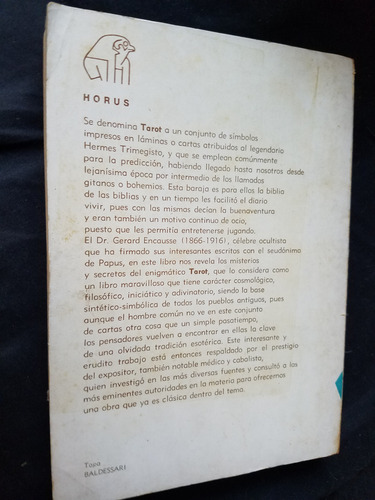 HORUS
Se denomina Tarot a un conjunto de símbolos
impresos en láminas o cartas atribuidos al legendario
Hermes Trimegisto, y que se emplean comúnmente
para la predicción, habiendo llegado hasta nosotros desde
lejanísima época por intermedio de los llamados
gitanos o bohemios. Esta baraja es para ellos la biblia
de las biblias y en un tiempo les facilitó el diario
vivir, pues con las mismas decían la buenaventura
y eran también un motivo continuo de ocio,
puesto que les permitía entretenerse jugando.
El Dr. Gerard Encausse (1866-1916), célebre ocultista
que ha firmado sus interesantes escritos con el seudónimo
de Papus, en este libro nos revela los misterios
y secretos del enigmático Tarot, que lo considera como
un libro maravilloso que tiene carácter cosmológico,
filosófico, iniciático y adivinatorio, siendo la base
sintético-simbólica de todos los pueblos antiguos, pues
aunque el hombre común no ve en este conjunto
de cartas otra cosa que un simple pasatiempo,
los pensadores vuelven a encontrar en ellas la clave
de una olvidada tradición esotérica. Este interesante y
erudito trabajo está entonces respaldado por el prestigio
del expositor, también notable médico y cabalista,
quien investigó en las más diversas fuentes y consultó a las
más eminentes autoridades en la materia para ofrecernos
una obra que ya es clásica dentro del tema.
Tapa
BALDESSARI